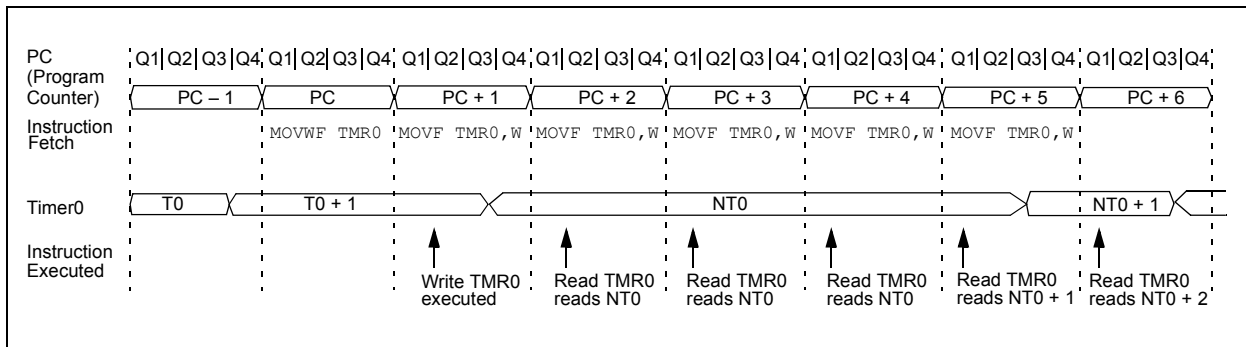 PC (Program Counter)
Q1 Q2 Q3 Q4 Q1 Q2 Q3 Q4 Q1 Q2 Q3 Q4 Q1 Q2 Q3 Q4 Q1 Q2 Q3 Q4 Q1 Q2 Q3 Q4 Q1 Q2 Q3 Q4 Q1 Q2 Q3 Q4
PC – 1 PC PC + 1 PC + 2 PC + 3 PC + 4 PC + 5 PC + 6
Instruction Fetch
MOVWF TMR0 MOVF TMR0,W MOVF TMR0,W MOVF TMR0,W MOVF TMR0,W MOVF TMR0,W
Timer0 T0 T0 + 1 NT0 NT0 + 1
Instruction Executed
Write TMR0 executed
Read TMR0 reads NT0
Read TMR0 reads NT0
Read TMR0 reads NT0
Read TMR0 reads NT0 + 1
Read TMR0 reads NT0 + 2